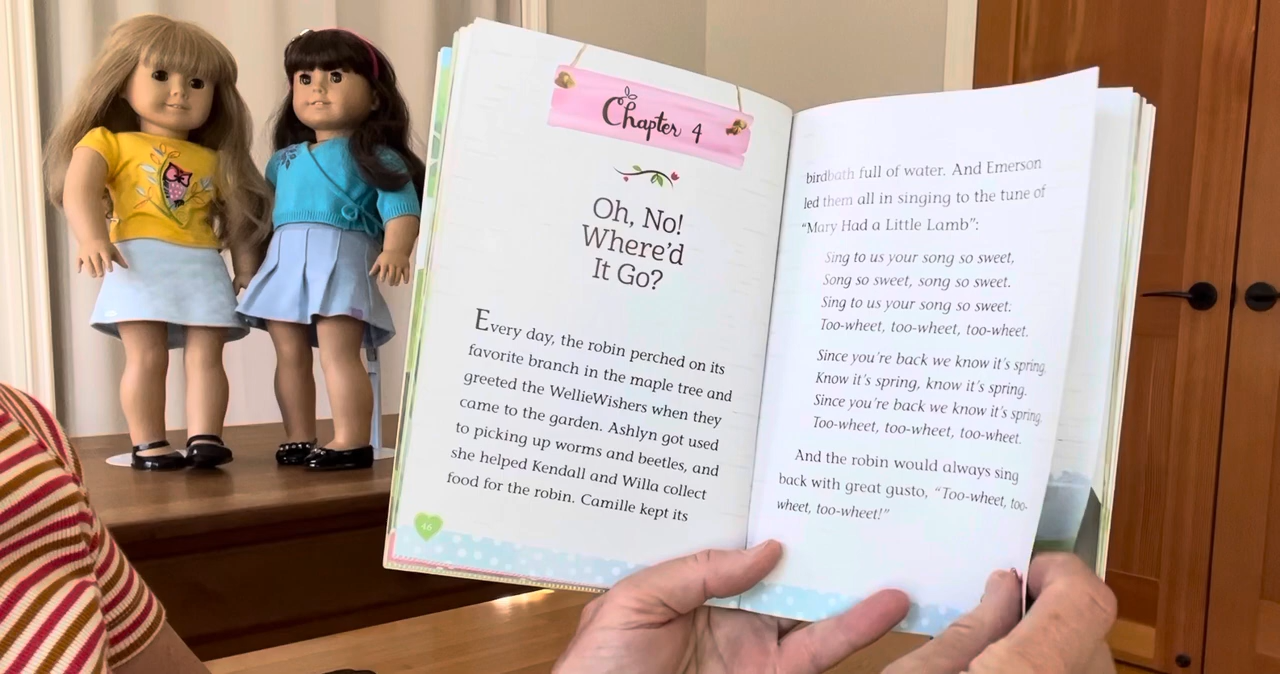 Chapter 4
Oh, No!
Where'd
It Go?
Every day, the robin perched on its
favorite branch in the maple tree and
greeted the WellieWishers when they
came to the garden. Ashlyn got used
to picking up worms and beetles, and
she helped Kendall and Willa collect
food for the robin. Camille kept its
46
birdbath full of water. And Emerson
led them all in singing to the tune of
“Mary Had a Little Lamb”:
Sing to us your song so sweet,
Song so sweet, song so sweet.
Sing to us your song so sweet.
Too-wheet, too-wheet, too-wheet.
Since you’re back we know it’s spring,
Know it’s spring, know it’s spring.
Since you’re back we know it’s spring.
Too-wheet, too-wheet, too-wheet.
And the robin would always sing
back with great gusto, “Too-wheet, too-
wheet, too-wheet!”